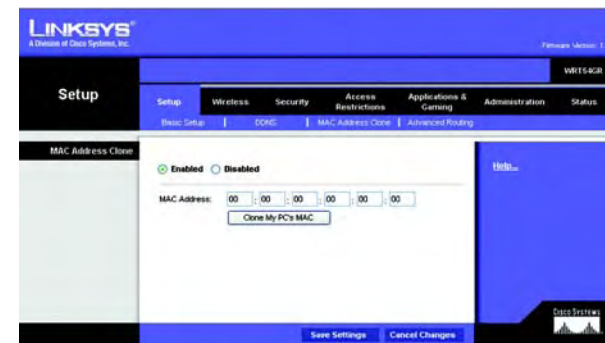 LINKSYS®
A Division of Cisco Systems, Inc.
Firmware Version: 1.
WRT54GR
Setup
Setup Wireless Security Access Restrictions Applications & Gaming Administration Status
Basic Setup | DDNS | MAC Address Clone | Advanced Routing
MAC Address Clone
Enabled Disabled
Help...
MAC Address: 00 : 00 : 00 : 00 : 00 : 00
Clone My PC's MAC
Save Settings Cancel Changes
Cisco Systems